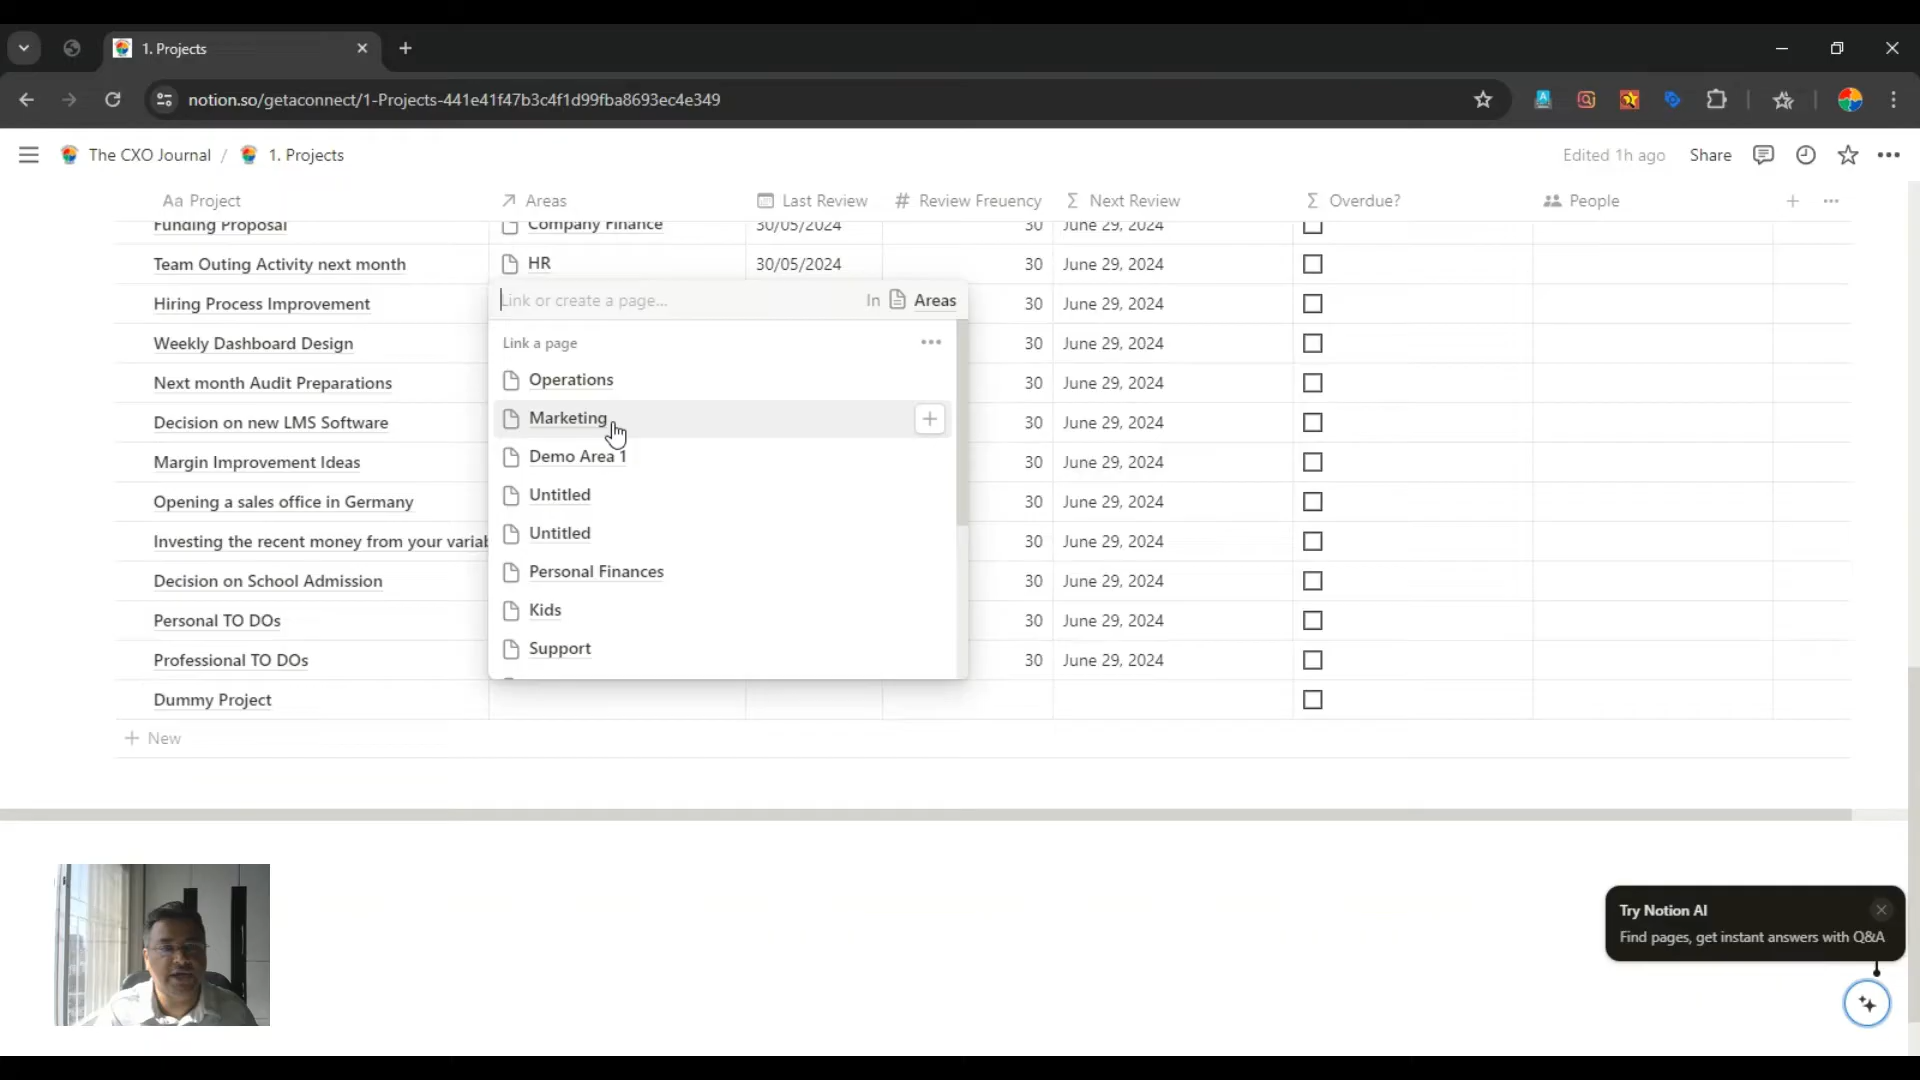 1. Projects
notion.so/getaconnect/1-Projects-441e41f47b3c4f1d99fba8693ec4e349
The CXO Journal / 1. Projects
Edited 1h ago Share
Aa Project Areas Last Review # Review Freuency Σ Next Review Σ Overdue? People
Funding Proposal Company Finance 30/05/2024 30 June 29, 2024
Team Outing Activity next month HR 30/05/2024 30 June 29, 2024
Hiring Process Improvement Link or create a page... In Areas 30 June 29, 2024
Weekly Dashboard Design Link a page 30 June 29, 2024
Next month Audit Preparations Operations 30 June 29, 2024
Decision on new LMS Software Marketing 30 June 29, 2024
Margin Improvement Ideas Demo Area 1 30 June 29, 2024
Opening a sales office in Germany Untitled 30 June 29, 2024
Investing the recent money from your variab Untitled 30 June 29, 2024
Decision on School Admission Personal Finances 30 June 29, 2024
Personal TO DOs Kids 30 June 29, 2024
Professional TO DOs Support 30 June 29, 2024
Dummy Project
+ New
Try Notion AI
Find pages, get instant answers with Q&A